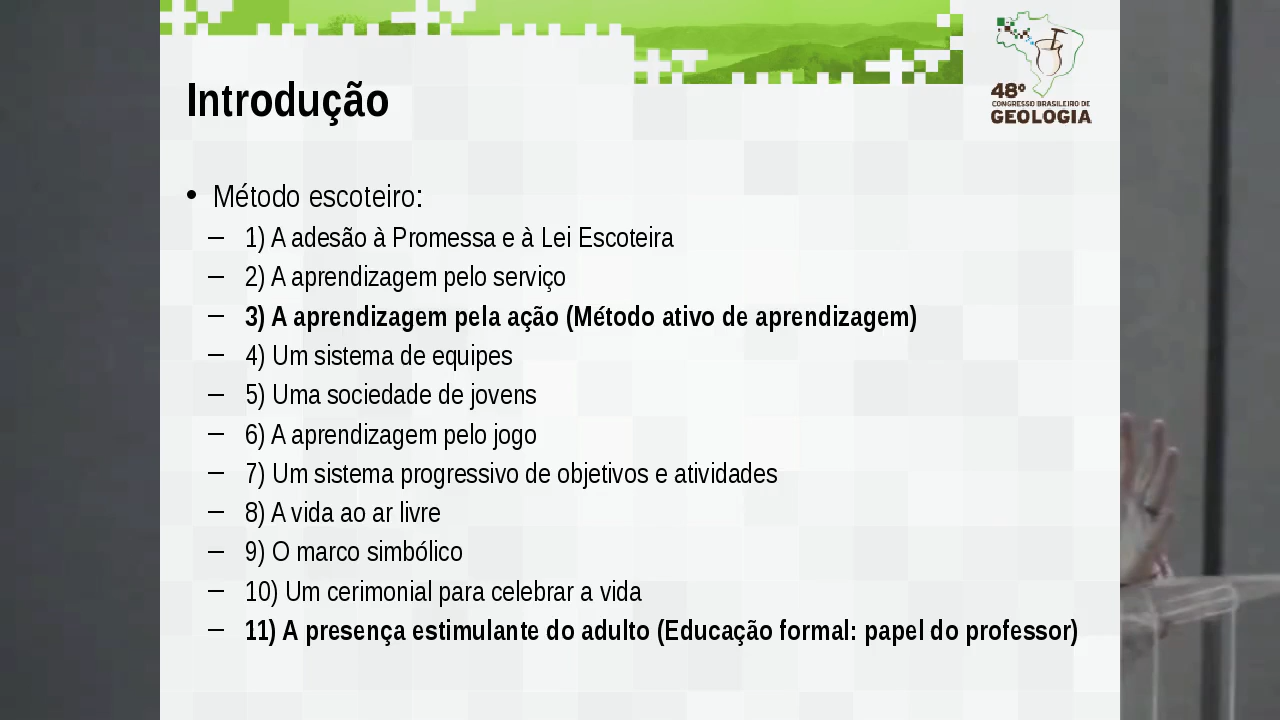 48º
CONGRESSO BRASILEIRO DE
GEOLOGIA
Introdução
• Método escoteiro:
– 1) A adesão à Promessa e à Lei Escoteira
– 2) A aprendizagem pelo serviço
– 3) A aprendizagem pela ação (Método ativo de aprendizagem)
– 4) Um sistema de equipes
– 5) Uma sociedade de jovens
– 6) A aprendizagem pelo jogo
– 7) Um sistema progressivo de objetivos e atividades
– 8) A vida ao ar livre
– 9) O marco simbólico
– 10) Um cerimonial para celebrar a vida
– 11) A presença estimulante do adulto (Educação formal: papel do professor)